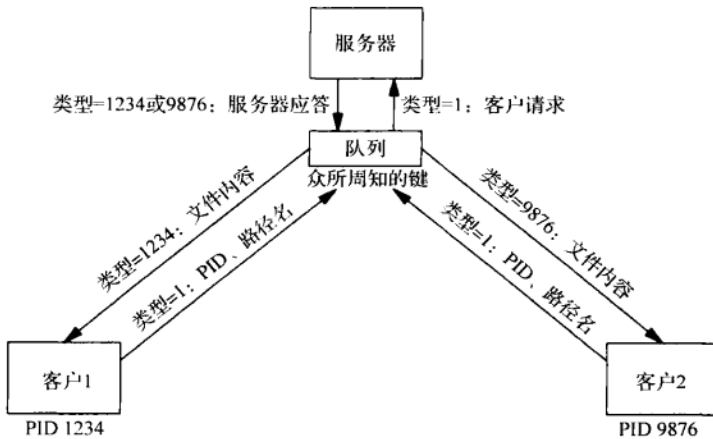 服务器
类型=1234或9876：服务器应答
类型=1：客户请求
队列
众所周知的键
类型=1234：文件内容
类型=1：PID、路径名
类型=9876：文件内容
类型=1：PID、路径名
客户1
PID 1234
客户2
PID 9876